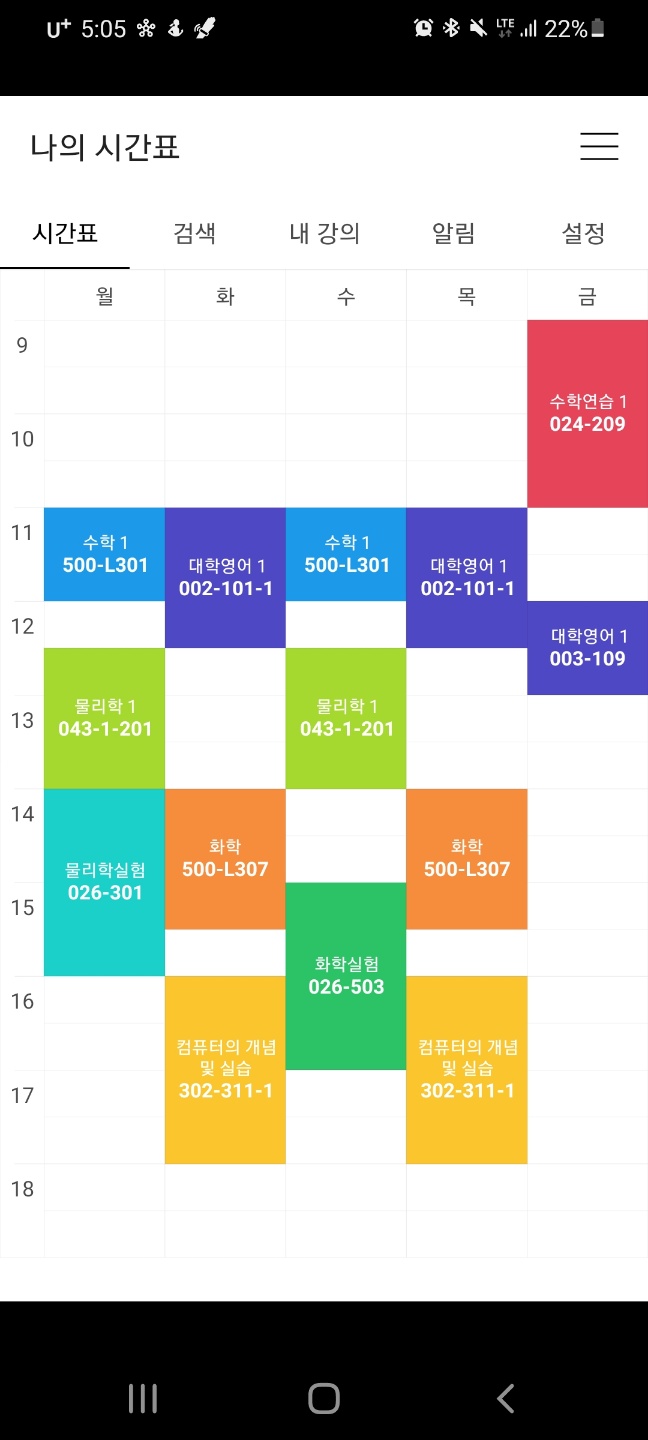 U+ 5:05 LTE 22%
나의 시간표
시간표 검색 내 강의 알림 설정
월 화 수 목 금
9
수학연습 1
024-209
10
11
수학 1
500-L301
대학영어 1
002-101-1
수학 1
500-L301
대학영어 1
002-101-1
12
대학영어 1
003-109
물리학 1
043-1-201
물리학 1
043-1-201
13
14
물리학실험
026-301
화학
500-L307
화학
500-L307
15
화학실험
026-503
16
컴퓨터의 개념
및 실습
302-311-1
컴퓨터의 개념
및 실습
302-311-1
17
18